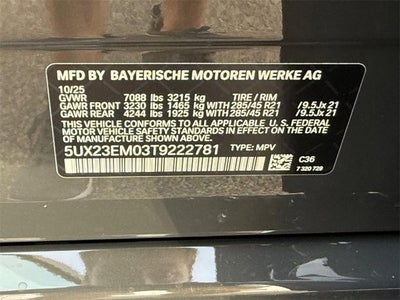 MFD BY BAYERISCHE MOTOREN WERKE AG
10/25
GVWR 7088 lbs 3215 kg TIRE / RIM
GAWR FRONT 3230 lbs 1465 kg WITH 285/45 R21 /9.5Jx21
GAWR REAR 4244 lbs 1925 kg WITH 285/45 R21 /9.5Jx21
THIS VEHICLE CONFORMS TO ALL APPLICABLE U.S. FEDERAL
MOTOR VEHICLE SAFETY STANDARDS IN EFFECT ON THE DATE
OF MANUFACTURE SHOWN ABOVE.
5UX23EM03T9222781 TYPE: MPV C36
7 320 729